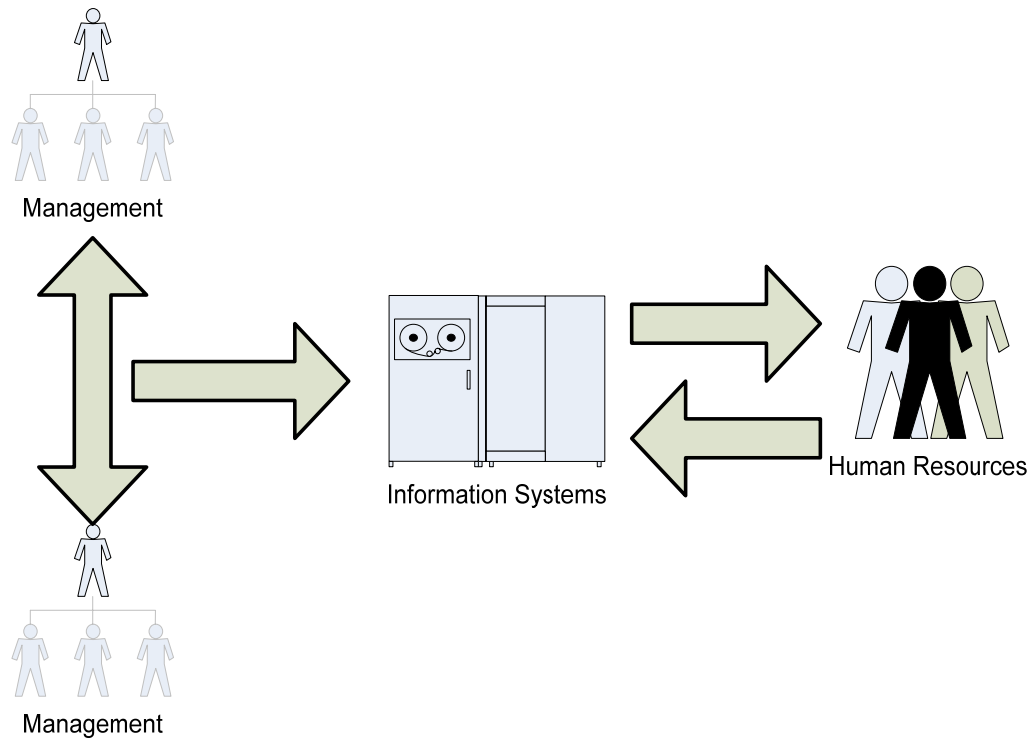 Management
Information Systems
Human Resources
Management